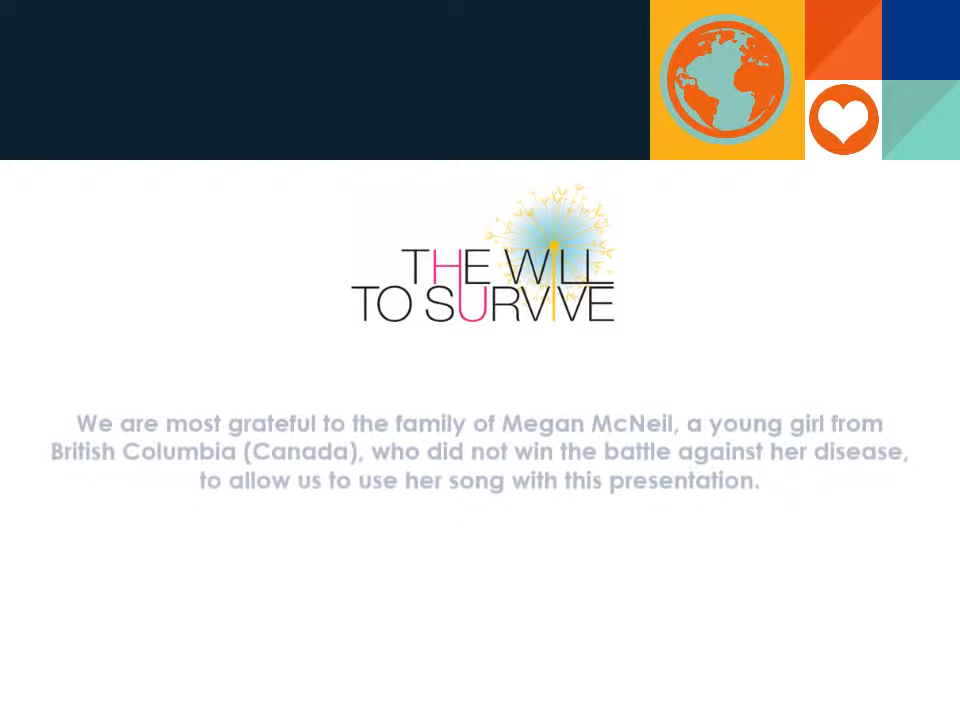 THE WILL
TO SURVIVE
We are most grateful to the family of Megan McNeil, a young girl from
British Columbia (Canada), who did not win the battle against her disease,
to allow us to use her song with this presentation.